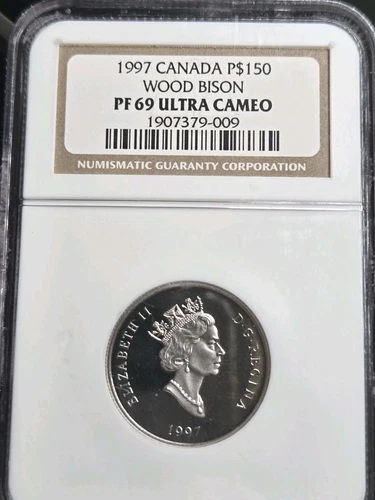 1997 CANADA P$150
WOOD BISON
PF 69 ULTRA CAMEO
1907379-009
NUMISMATIC GUARANTY CORPORATION
ELIZABETH II
D·G·REGINA
1997